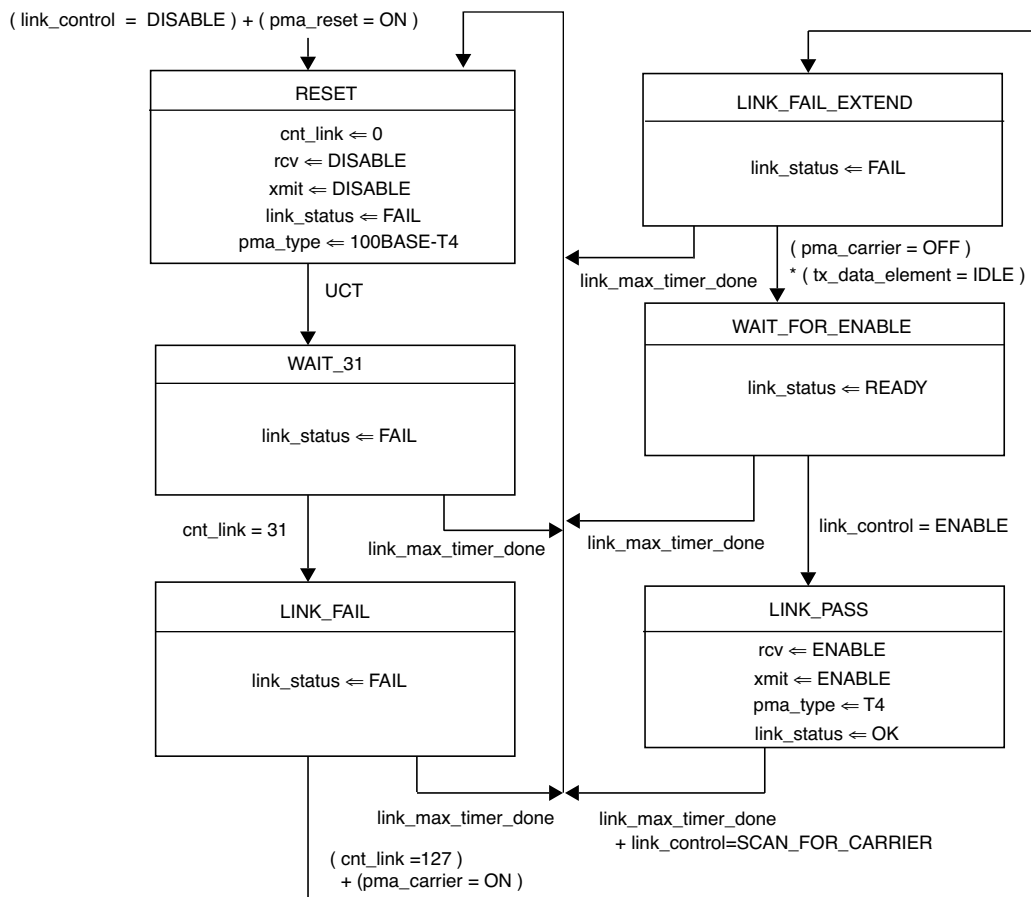 ( link_control = DISABLE ) + ( pma_reset = ON )
RESET
cnt_link ⇐ 0
rcv ⇐ DISABLE
xmit ⇐ DISABLE
link_status ⇐ FAIL
pma_type ⇐ 100BASE-T4
UCT
WAIT_31
link_status ⇐ FAIL
cnt_link = 31
link_max_timer_done
LINK_FAIL
link_status ⇐ FAIL
link_max_timer_done
( cnt_link =127 )
+ (pma_carrier = ON )
LINK_FAIL_EXTEND
link_status ⇐ FAIL
link_max_timer_done
( pma_carrier = OFF )
* ( tx_data_element = IDLE )
WAIT_FOR_ENABLE
link_status ⇐ READY
link_max_timer_done
link_control = ENABLE
LINK_PASS
rcv ⇐ ENABLE
xmit ⇐ ENABLE
pma_type ⇐ T4
link_status ⇐ OK
link_max_timer_done
+ link_control=SCAN_FOR_CARRIER